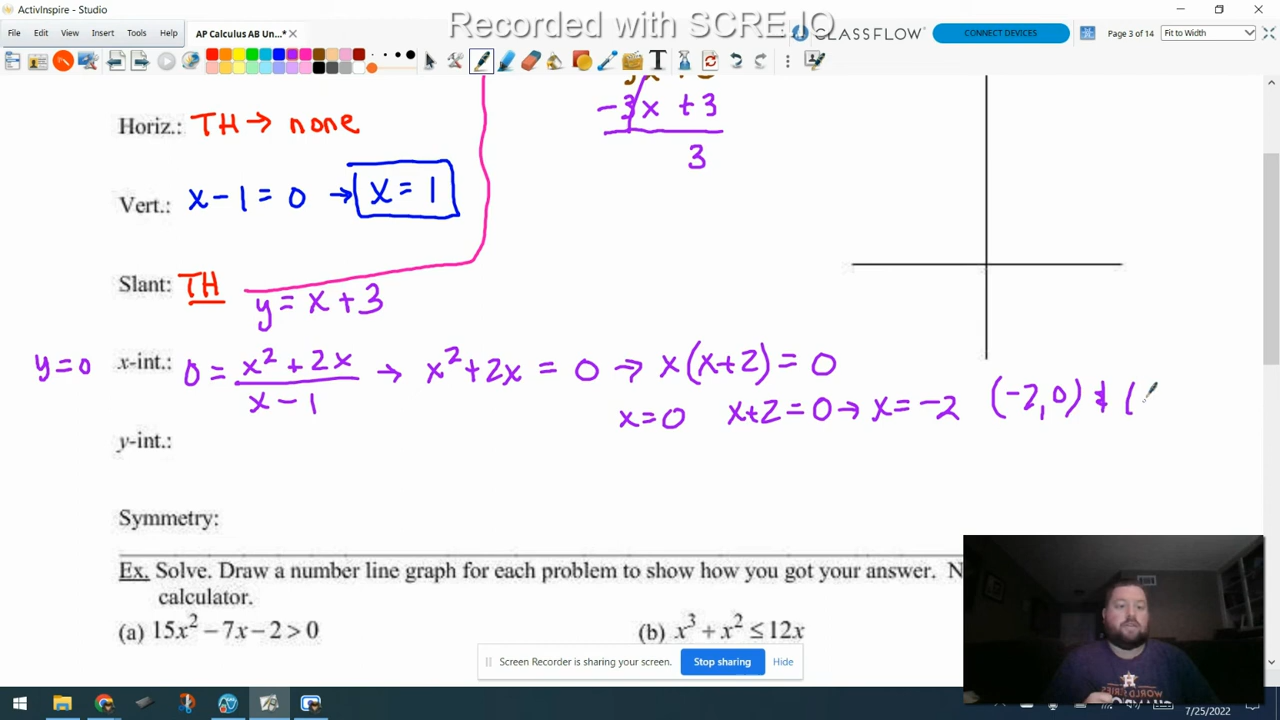 ActivInspire - Studio
Recorded with SCRE.IO
File Edit View Insert Tools Help
AP Calculus AB Un...*
CLASSFLOW
CONNECT DEVICES
Page 3 of 14
Fit to Width
-3x + 3
3
Horiz.: TH → none
Vert.: x - 1 = 0 → x = 1
Slant: TH y = x + 3
y = 0 x-int.: 0 = (x² + 2x)/(x - 1) → x² + 2x = 0 → x(x+2) = 0
x=0 x+2=0 → x=-2 (-2,0) & (
y-int.:
Symmetry:
Ex. Solve. Draw a number line graph for each problem to show how you got your answer. N
calculator.
(a) 15x² - 7x - 2 > 0 (b) x³ + x² ≤ 12x
Screen Recorder is sharing your screen. Stop sharing Hide
WORLD SERIES
7/25/2022